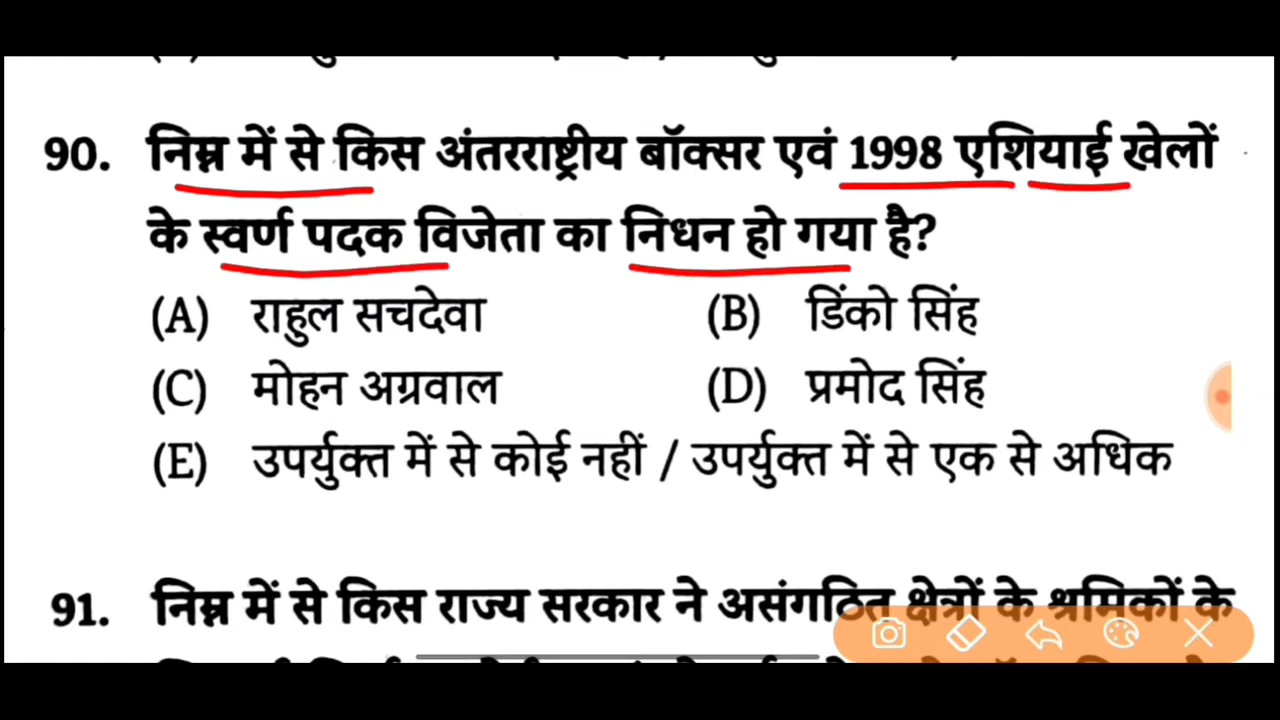 90. निम्न में से किस अंतरराष्ट्रीय बॉक्सर एवं 1998 एशियाई खेलों
के स्वर्ण पदक विजेता का निधन हो गया है?
(A) राहुल सचदेवा (B) डिंको सिंह
(C) मोहन अग्रवाल (D) प्रमोद सिंह
(E) उपर्युक्त में से कोई नहीं / उपर्युक्त में से एक से अधिक
91. निम्न में से किस राज्य सरकार ने असंगठित क्षेत्रों के श्रमिकों के